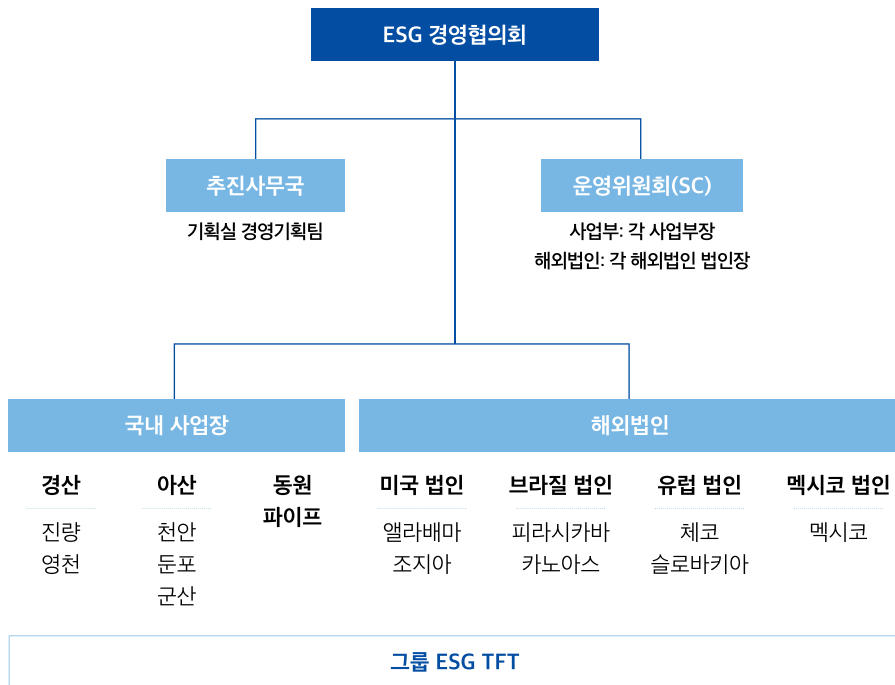 ESG 경영협의회
추진사무국
기획실 경영기획팀
운영위원회(SC)
사업부: 각 사업부장
해외법인: 각 해외법인 법인장
국내 사업장
경산
진량
영천
아산
천안
둔포
군산
동원
파이프
해외법인
미국 법인
앨라배마
조지아
브라질 법인
피라시카바
카노아스
유럽 법인
체코
슬로바키아
멕시코 법인
멕시코
그룹 ESG TFT